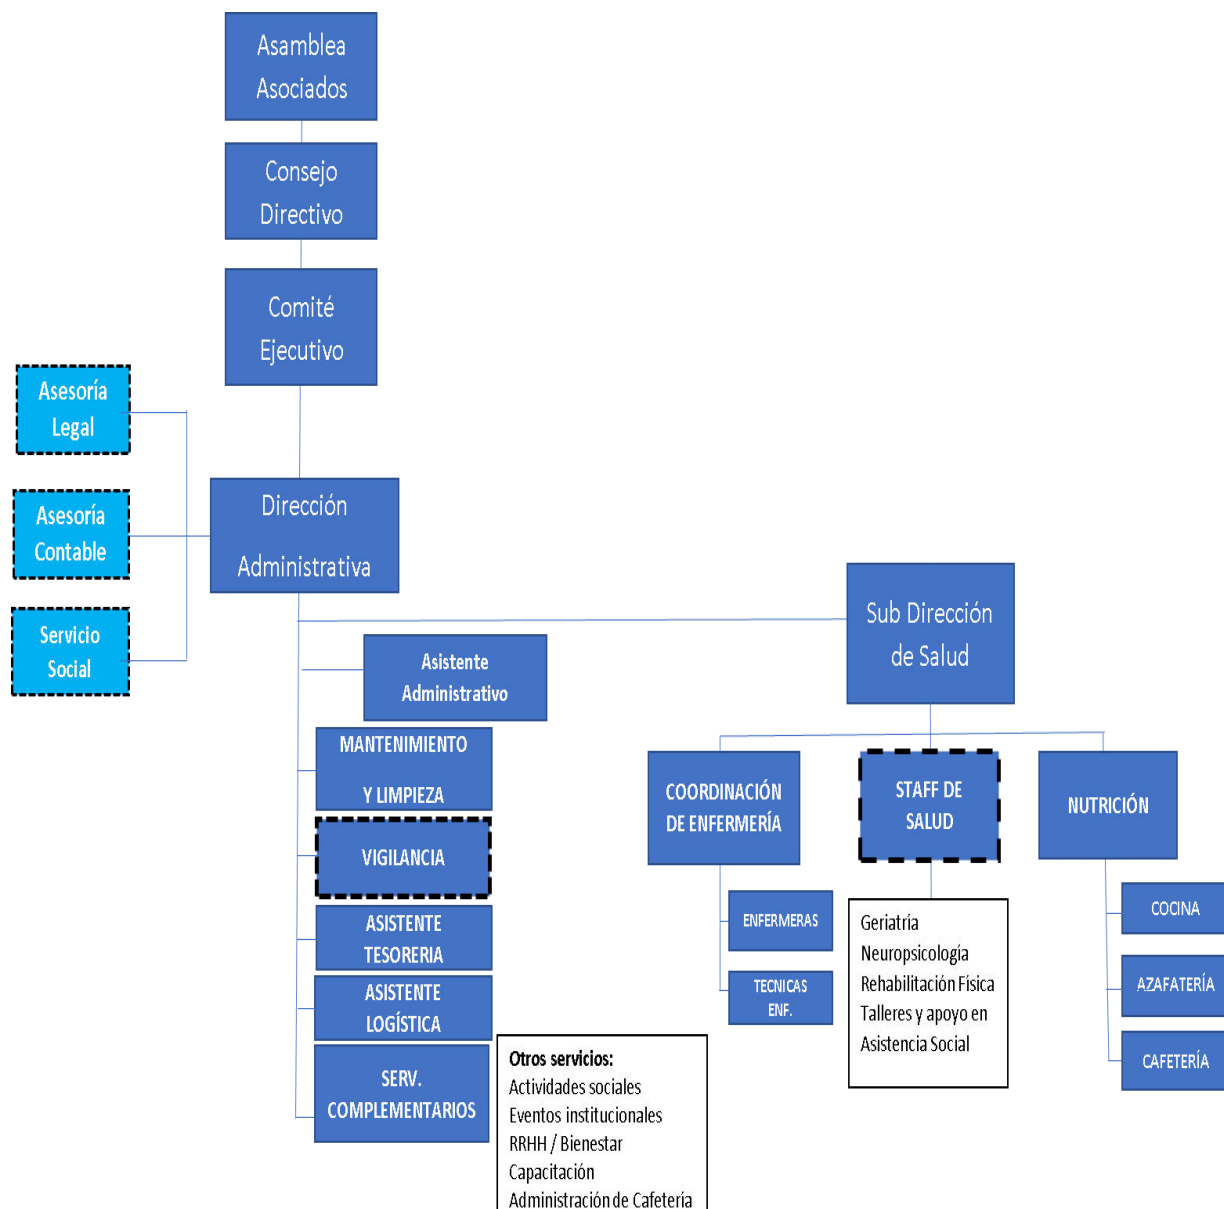 Asamblea
Asociados
Consejo
Directivo
Comité
Ejecutivo
Asesoría
Legal
Asesoría
Contable
Servicio
Social
Dirección
Administrativa
Sub Dirección
de Salud
Asistente
Administrativo
MANTENIMIENTO
Y LIMPIEZA
VIGILANCIA
ASISTENTE
TESORERIA
ASISTENTE
LOGÍSTICA
SERV.
COMPLEMENTARIOS
Otros servicios:
Actividades sociales
Eventos institucionales
RRHH / Bienestar
Capacitación
Administración de Cafetería
COORDINACIÓN
DE ENFERMERÍA
ENFERMERAS
TECNICAS
ENF.
STAFF DE
SALUD
Geriatría
Neuropsicología
Rehabilitación Física
Talleres y apoyo en
Asistencia Social
NUTRICIÓN
COCINA
AZAFATERÍA
CAFETERÍA